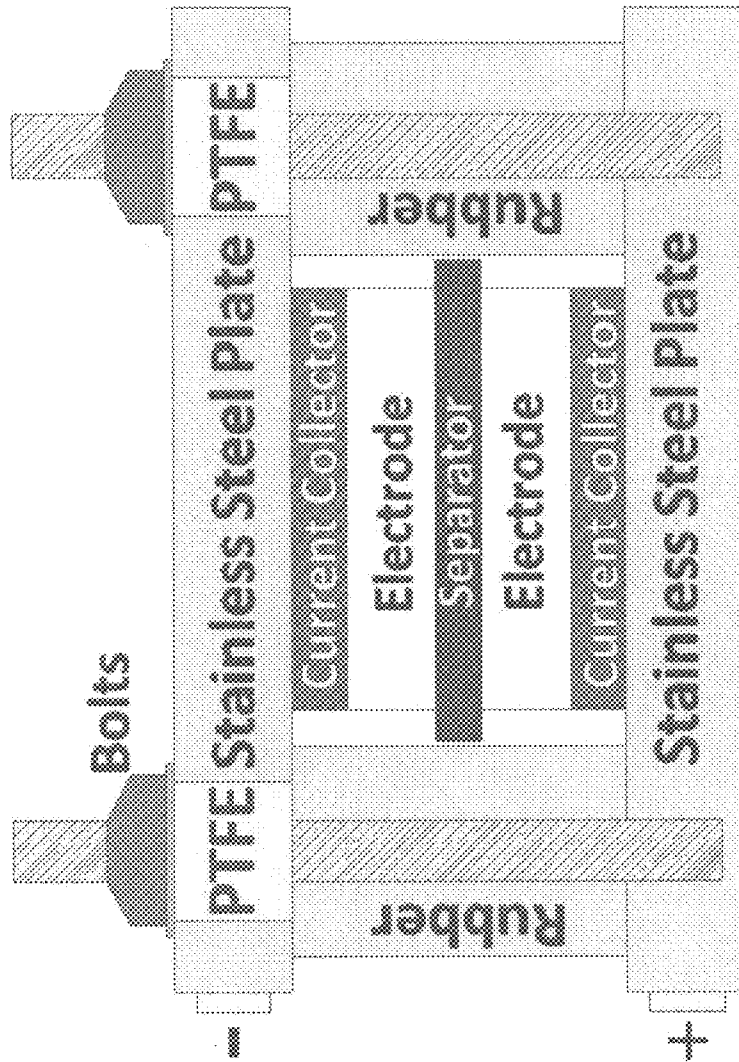 Bolts
-
PTFE
Stainless Steel Plate
PTFE
Rubber
Current Collector
Electrode
Separator
Electrode
Current Collector
Rubber
+
Stainless Steel Plate